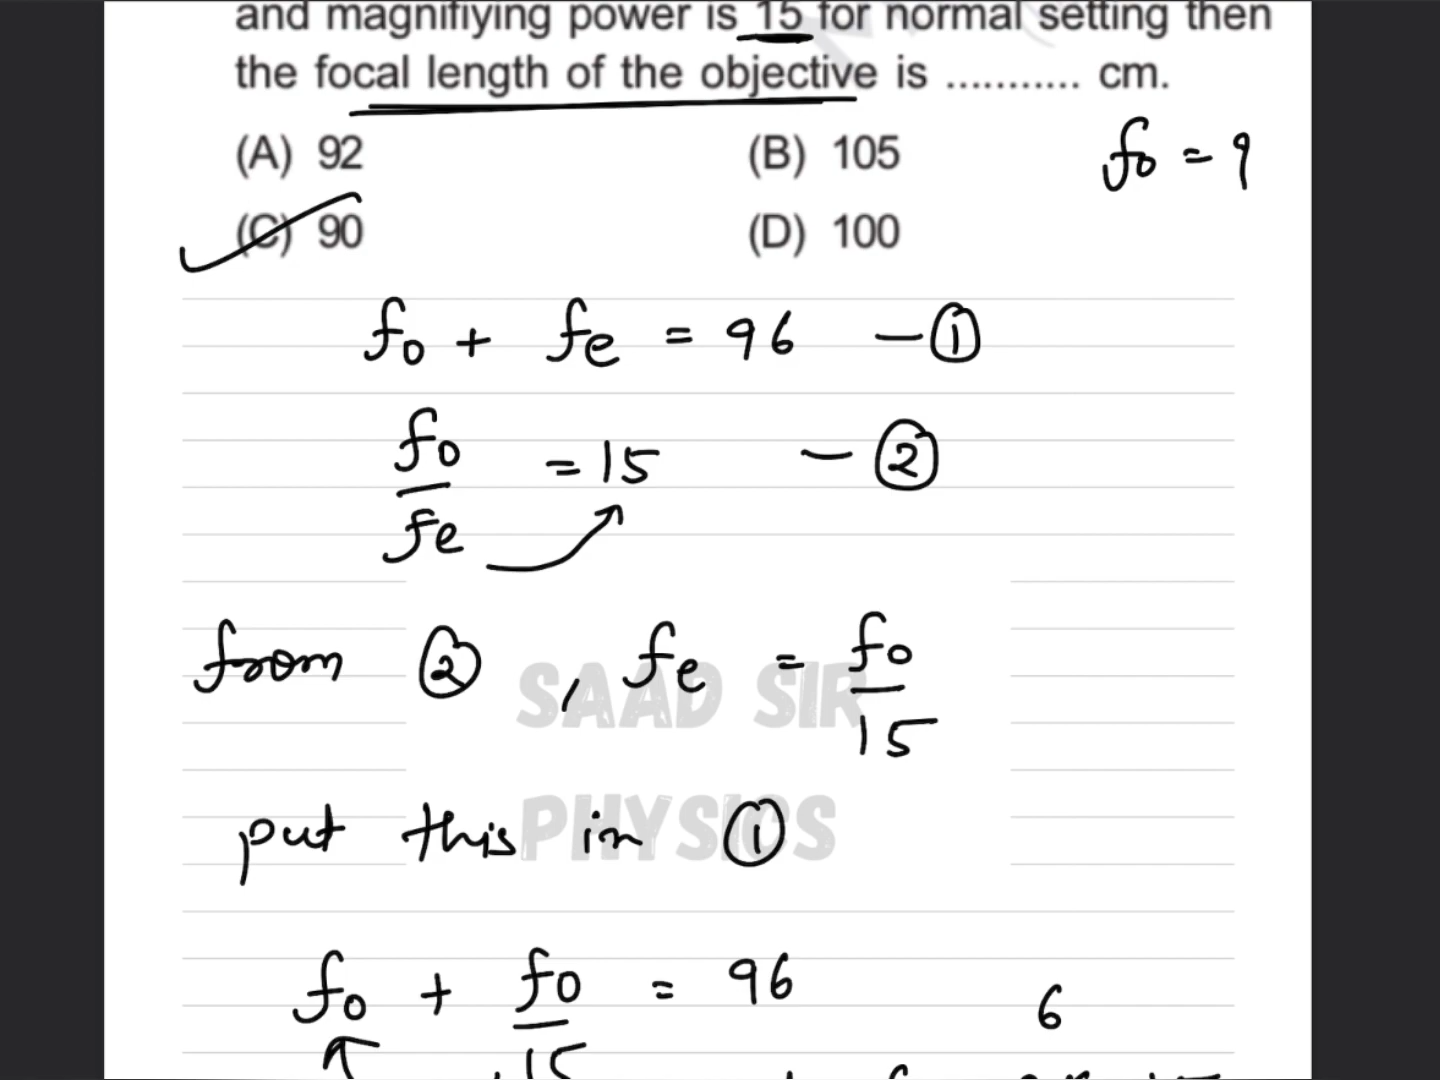 and magnifiying power is 15 for normal setting then
the focal length of the objective is ........... cm.
fo = ?
(A) 92 (B) 105
(C) 90 (D) 100
fo + fe = 96 — ①
fo/fe = 15 — ②
from ②, fe = fo/15
SAAD SIR
put this in ①
PHYSICS
fo + fo/15 = 96
6